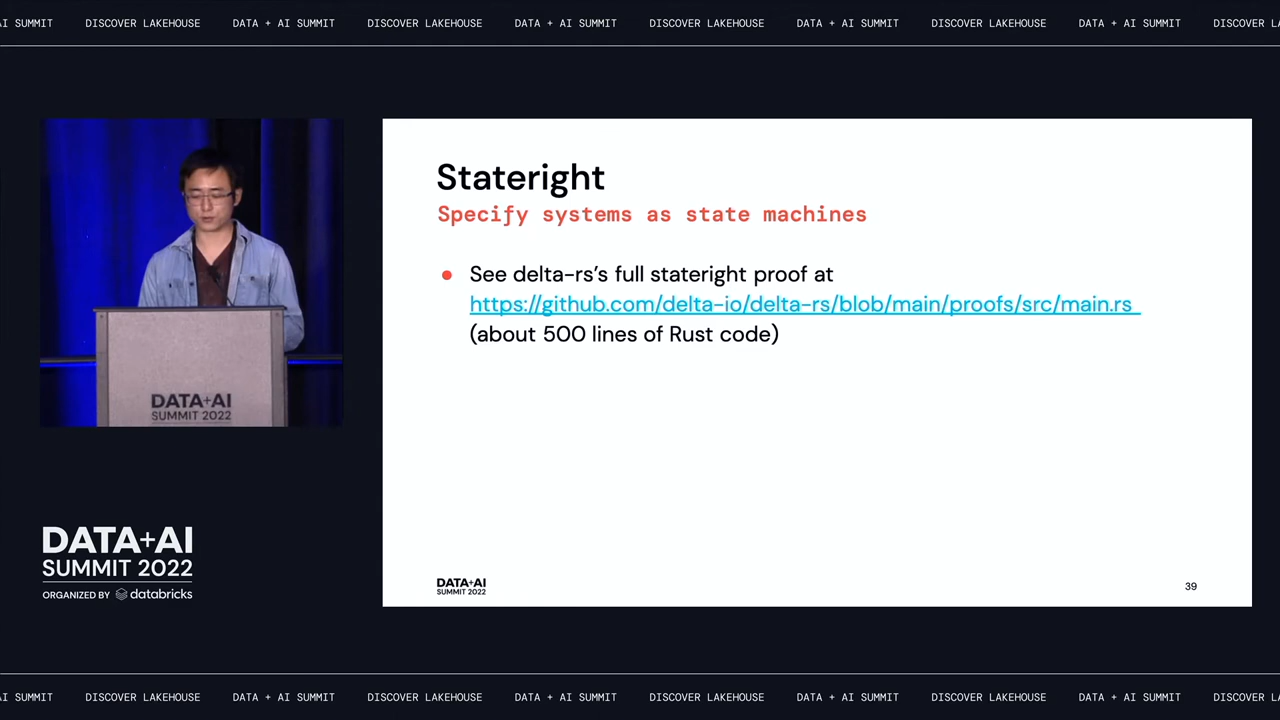 AI SUMMIT DISCOVER LAKEHOUSE DATA + AI SUMMIT DISCOVER LAKEHOUSE DATA + AI SUMMIT DISCOVER LAKEHOUSE DATA + AI SUMMIT DISCOVER LAKEHOUSE DATA + AI SUMMIT DISCOVER L
Stateright
Specify systems as state machines
See delta-rs's full stateright proof at
https://github.com/delta-io/delta-rs/blob/main/proofs/src/main.rs
(about 500 lines of Rust code)
DATA+AI
SUMMIT 2022
DATA+AI
SUMMIT 2022
ORGANIZED BY databricks
DATA+AI
SUMMIT 2022
39
AI SUMMIT DISCOVER LAKEHOUSE DATA + AI SUMMIT DISCOVER LAKEHOUSE DATA + AI SUMMIT DISCOVER LAKEHOUSE DATA + AI SUMMIT DISCOVER LAKEHOUSE DATA + AI SUMMIT DISCOVER L